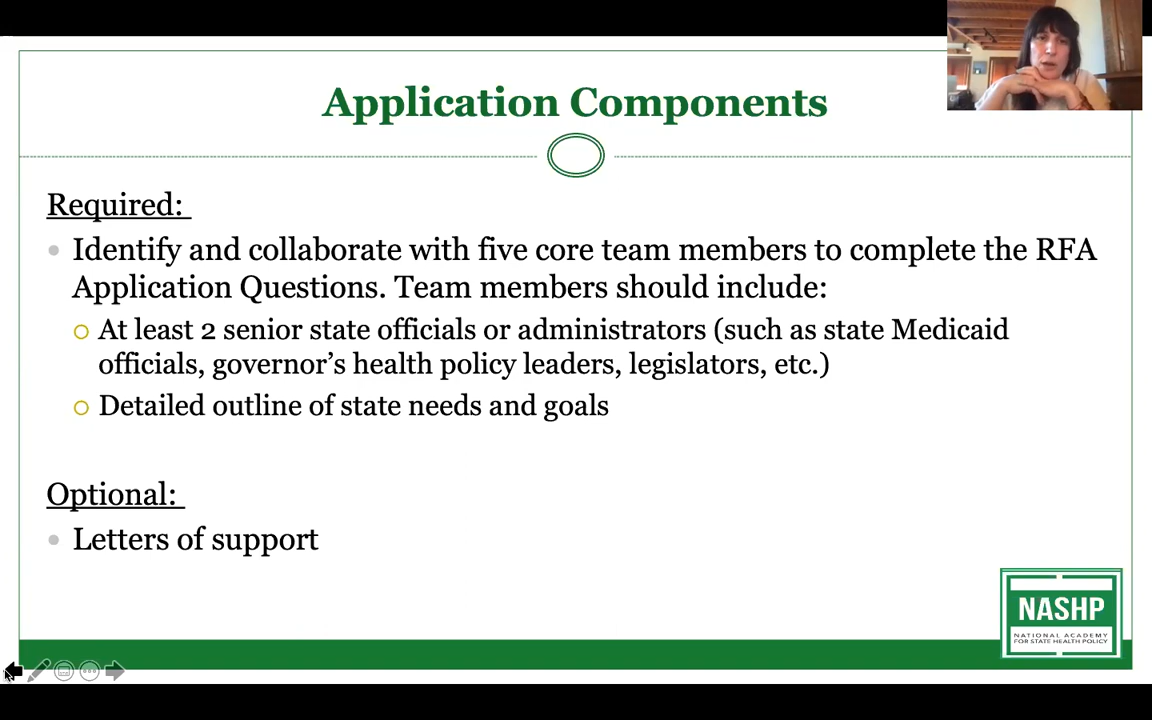 Application Components
Required:
Identify and collaborate with five core team members to complete the RFA
Application Questions. Team members should include:
At least 2 senior state officials or administrators (such as state Medicaid
officials, governor’s health policy leaders, legislators, etc.)
Detailed outline of state needs and goals
Optional:
Letters of support
NASHP
NATIONAL ACADEMY
FOR STATE HEALTH POLICY